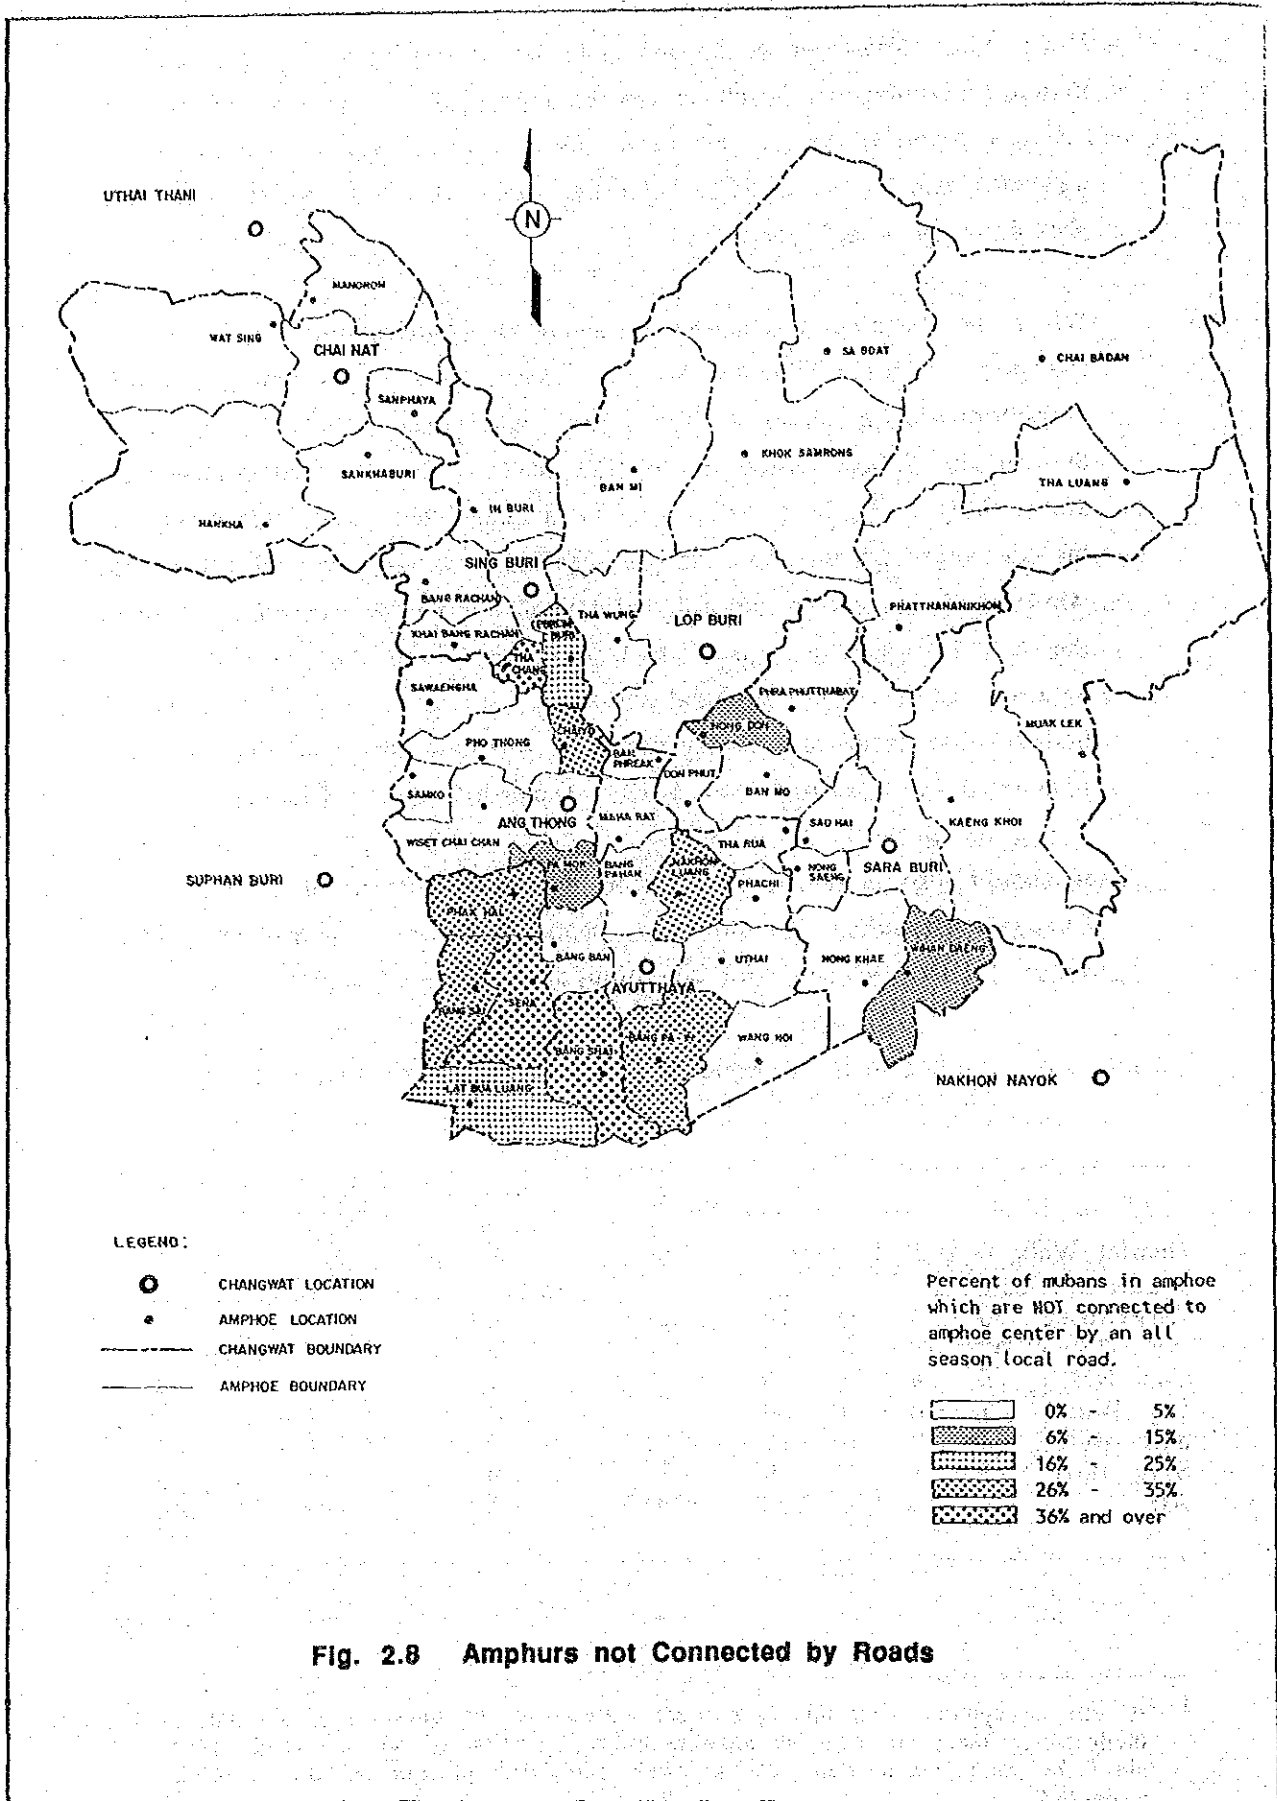 UTHAI THANI
N
MANOROM
WAT SING
CHAI NAT
SA BOAT
CHAI BADAN
SANPHAYA
KHOK SAMRONG
SANKHABURI
BAN MI
THA LUANG
IN BURI
HANKHA
SING BURI
BANG RACHAN
THA WUNG
LOP BURI
PHATTHANANIKHOM
KHAI BANG RACHAN
THA
CHANG
SAWAENGHA
PHRA PHUTTHABAT
NONG DON
MUAK LEK
CHAIYO
PHO THONG
BAN
PHREAK
DON PHUT
SAMKO
BAN MO
ANG THONG
MAHA RAT
SAO HAI
KAENG KHOI
WISET CHAI CHAN
THA RUA
PA MOK
BANG
PAHAN
NAKHON
LUANG
NONG
SAENG
SARA BURI
SUPHAN BURI
PHACHI
PHAK HAI
BANG BAN
UTHAI
NONG KHAE
WIHAN DAENG
AYUTTHAYA
SENA
BANG SAI
BANG PA-IN
WANG NOI
BANG SHAI
NAKHON NAYOK
LAT BUA LUANG
LEGEND:
CHANGWAT LOCATION
AMPHOE LOCATION
CHANGWAT BOUNDARY
AMPHOE BOUNDARY
Percent of mubans in amphoe
which are NOT connected to
amphoe center by an all
season local road.
0% - 5%
6% - 15%
16% - 25%
26% - 35%
36% and over
Fig. 2.8 Amphurs not Connected by Roads